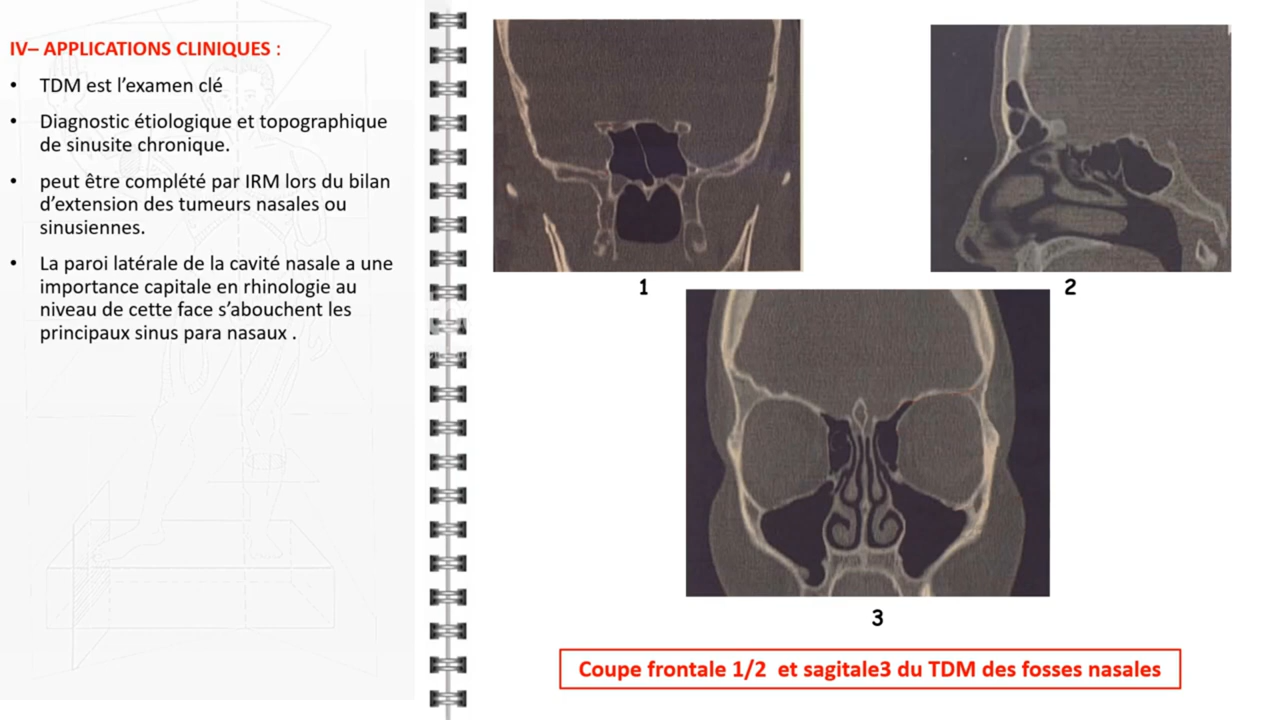 IV– APPLICATIONS CLINIQUES :
• TDM est l’examen clé
• Diagnostic étiologique et topographique
de sinusite chronique.
• peut être complété par IRM lors du bilan
d’extension des tumeurs nasales ou
sinusiennes.
• La paroi latérale de la cavité nasale a une
importance capitale en rhinologie au
niveau de cette face s’abouchent les
principaux sinus para nasaux .
1
2
3
Coupe frontale 1/2 et sagitale3 du TDM des fosses nasales